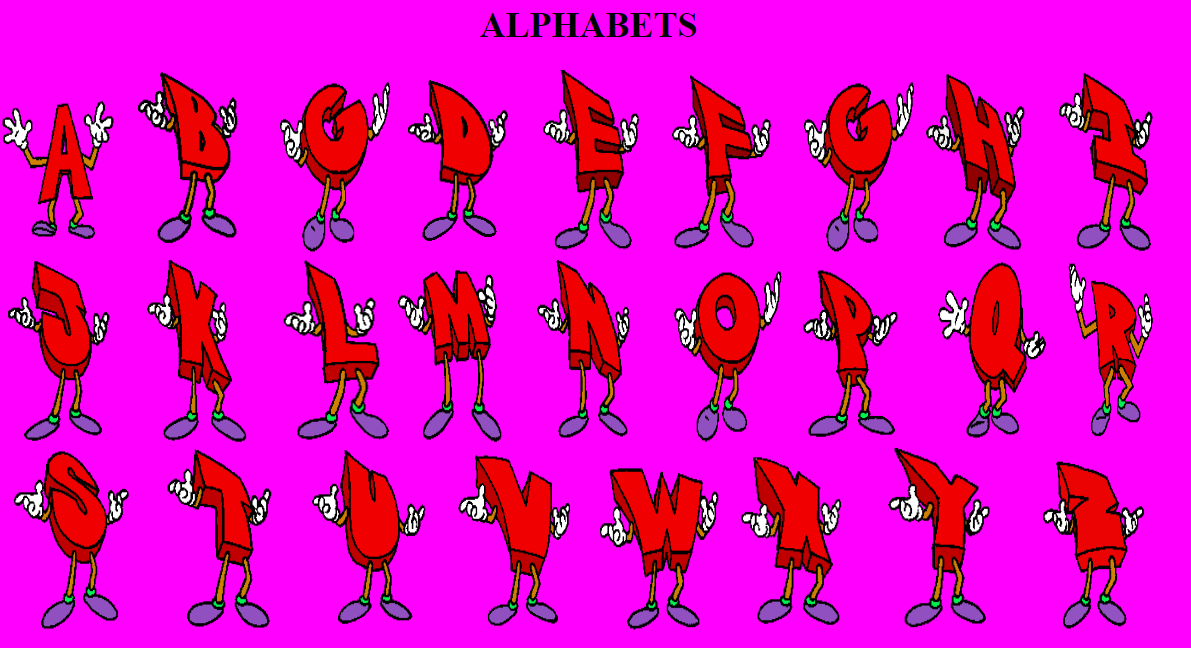 ALPHABETS
A B G D E F G H I
J K L M N O P Q R
S T U V W X Y Z